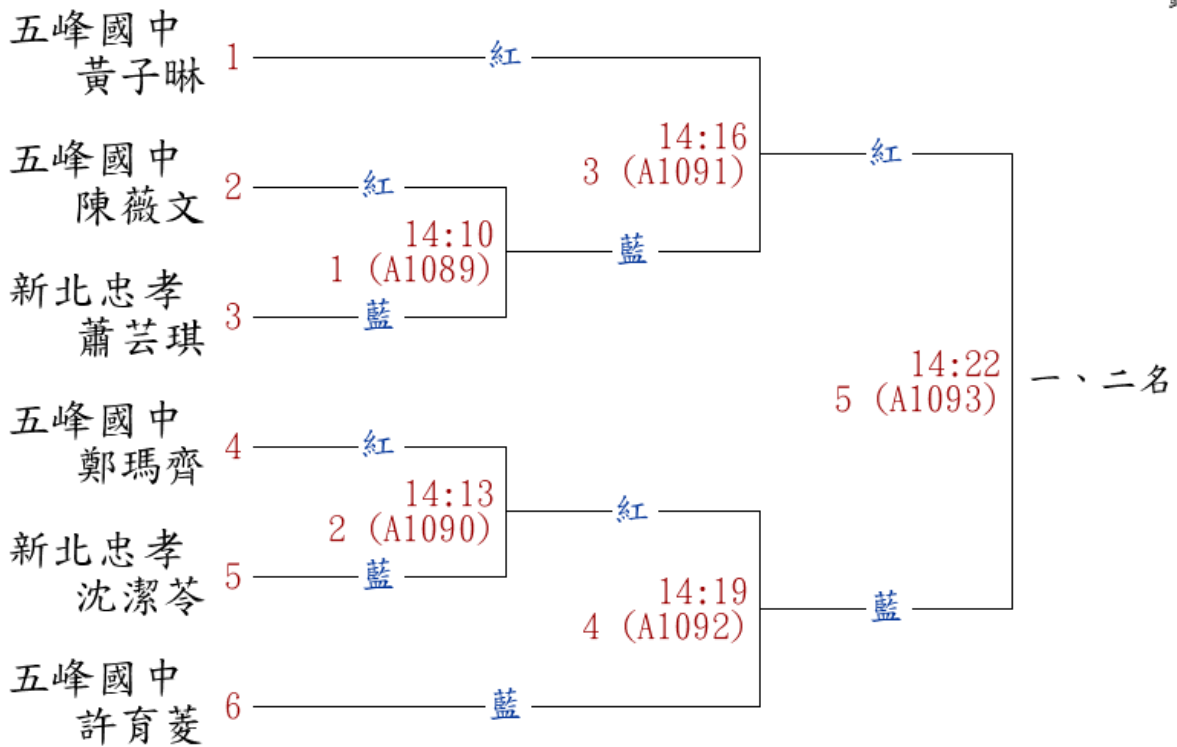 五峰國中
黃子晽 1 紅
14:16
3 (A1091) 紅
五峰國中
陳薇文 2 紅
14:10
1 (A1089) 藍
新北忠孝
蕭芸琪 3 藍
14:22
5 (A1093) 一、二名
五峰國中
鄭瑪齊 4 紅
14:13
2 (A1090) 紅
新北忠孝
沈潔苓 5 藍
14:19
4 (A1092) 藍
五峰國中
許育菱 6 藍